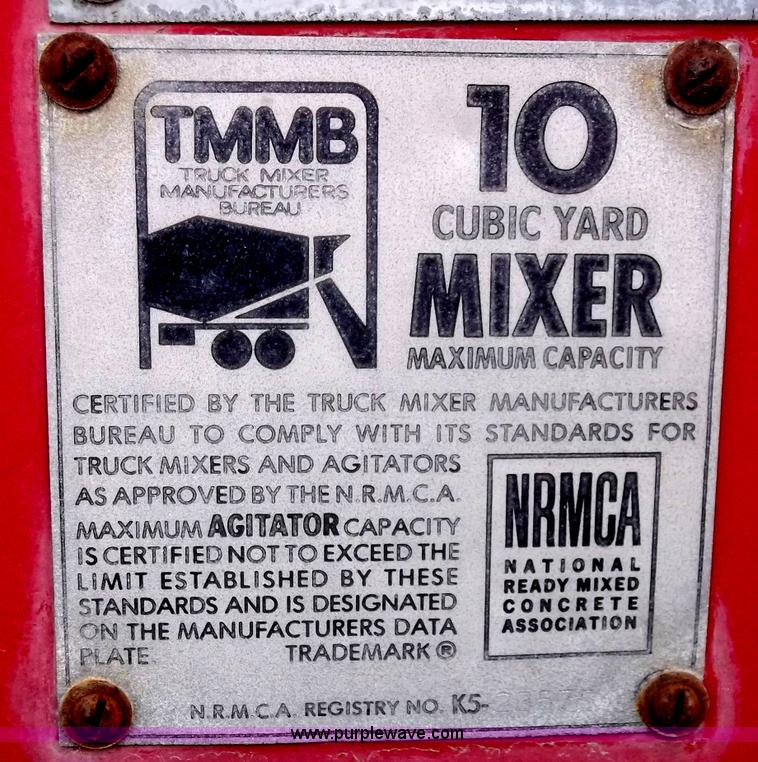 TMMB
TRUCK MIXER
MANUFACTURERS
BUREAU
10
CUBIC YARD
MIXER
MAXIMUM CAPACITY
CERTIFIED BY THE TRUCK MIXER MANUFACTURERS
BUREAU TO COMPLY WITH ITS STANDARDS FOR
TRUCK MIXERS AND AGITATORS
AS APPROVED BY THE N.R.M.C.A.
MAXIMUM AGITATOR CAPACITY
IS CERTIFIED NOT TO EXCEED THE
LIMIT ESTABLISHED BY THESE
STANDARDS AND IS DESIGNATED
ON THE MANUFACTURERS DATA
PLATE. TRADEMARK ®
NRMCA
NATIONAL
READY MIXED
CONCRETE
ASSOCIATION
N.R.M.C.A. REGISTRY NO. K5-
www.purplewave.com